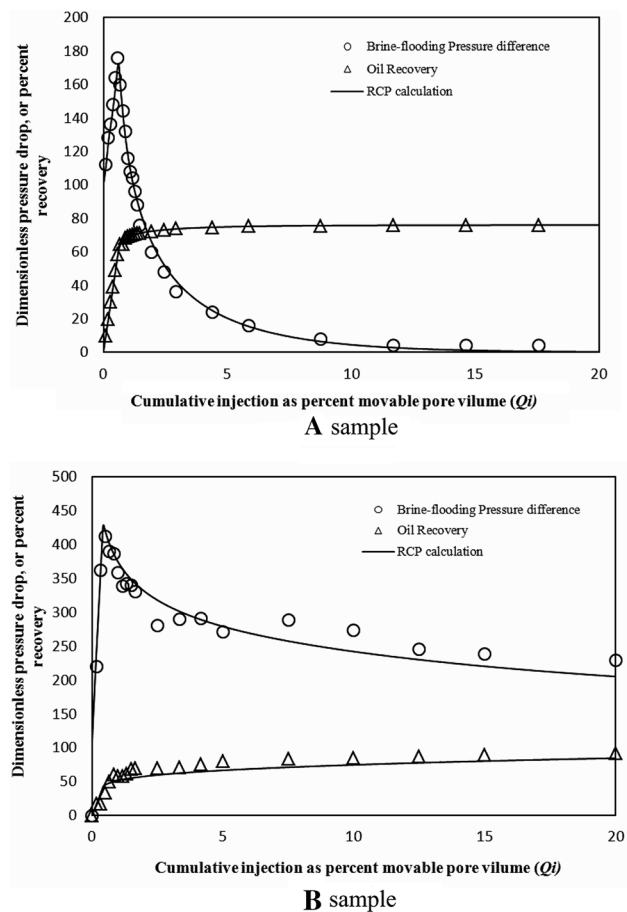 200
180
160
140
120
100
80
60
40
20
0
Dimensionless pressure drop, or percent
recovery
Brine-flooding Pressure difference
Oil Recovery
RCP calculation
0 5 10 15 20
Cumulative injection as percent movable pore vilume (Qi)
A sample
500
450
400
350
300
250
200
150
100
50
0
Dimensionless pressure drop, or percent
recovery
Brine-flooding Pressure difference
Oil Recovery
RCP calculation
0 5 10 15 20
Cumulative injection as percent movable pore vilume (Qi)
B sample